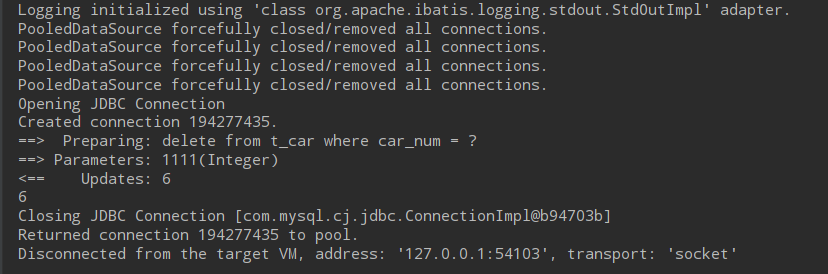 Logging initialized using 'class org.apache.ibatis.logging.stdout.StdOutImpl' adapter.
PooledDataSource forcefully closed/removed all connections.
PooledDataSource forcefully closed/removed all connections.
PooledDataSource forcefully closed/removed all connections.
PooledDataSource forcefully closed/removed all connections.
Opening JDBC Connection
Created connection 194277435.
==>  Preparing: delete from t_car where car_num = ?
==> Parameters: 1111(Integer)
<==    Updates: 6
6
Closing JDBC Connection [com.mysql.cj.jdbc.ConnectionImpl@b94703b]
Returned connection 194277435 to pool.
Disconnected from the target VM, address: '127.0.0.1:54103', transport: 'socket'